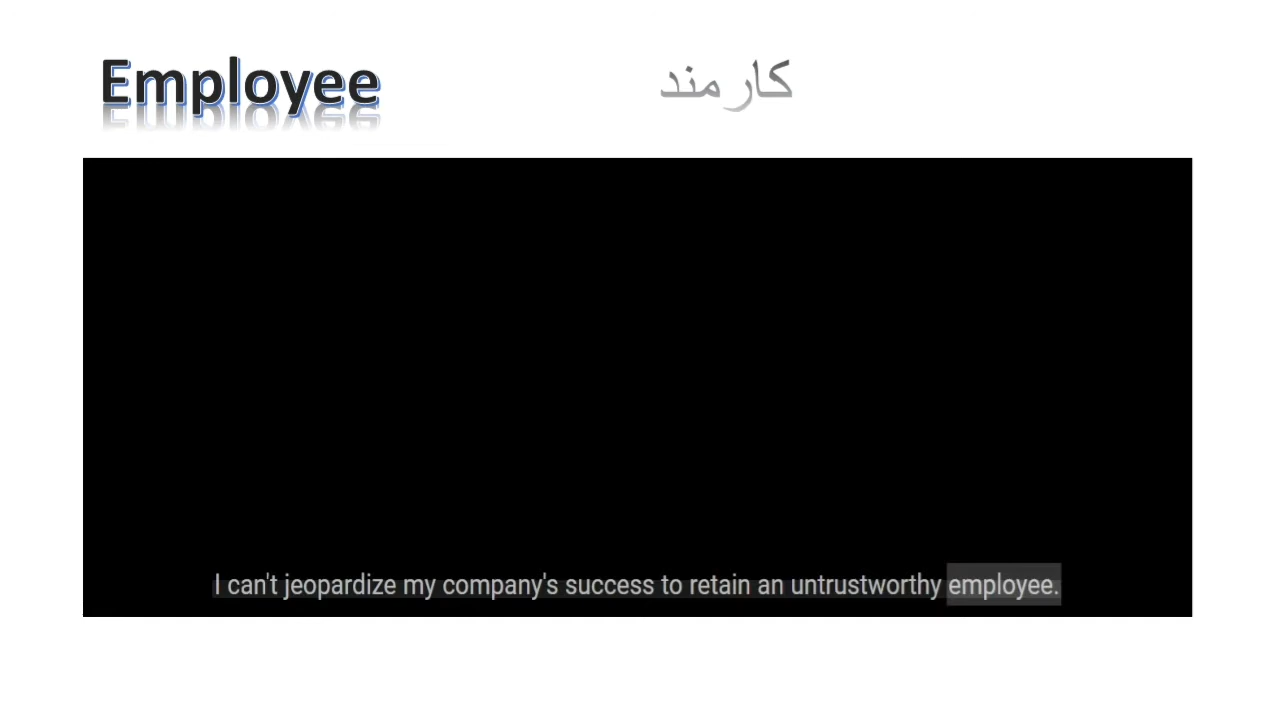 Employee
کارمند
I can't jeopardize my company's success to retain an untrustworthy employee.